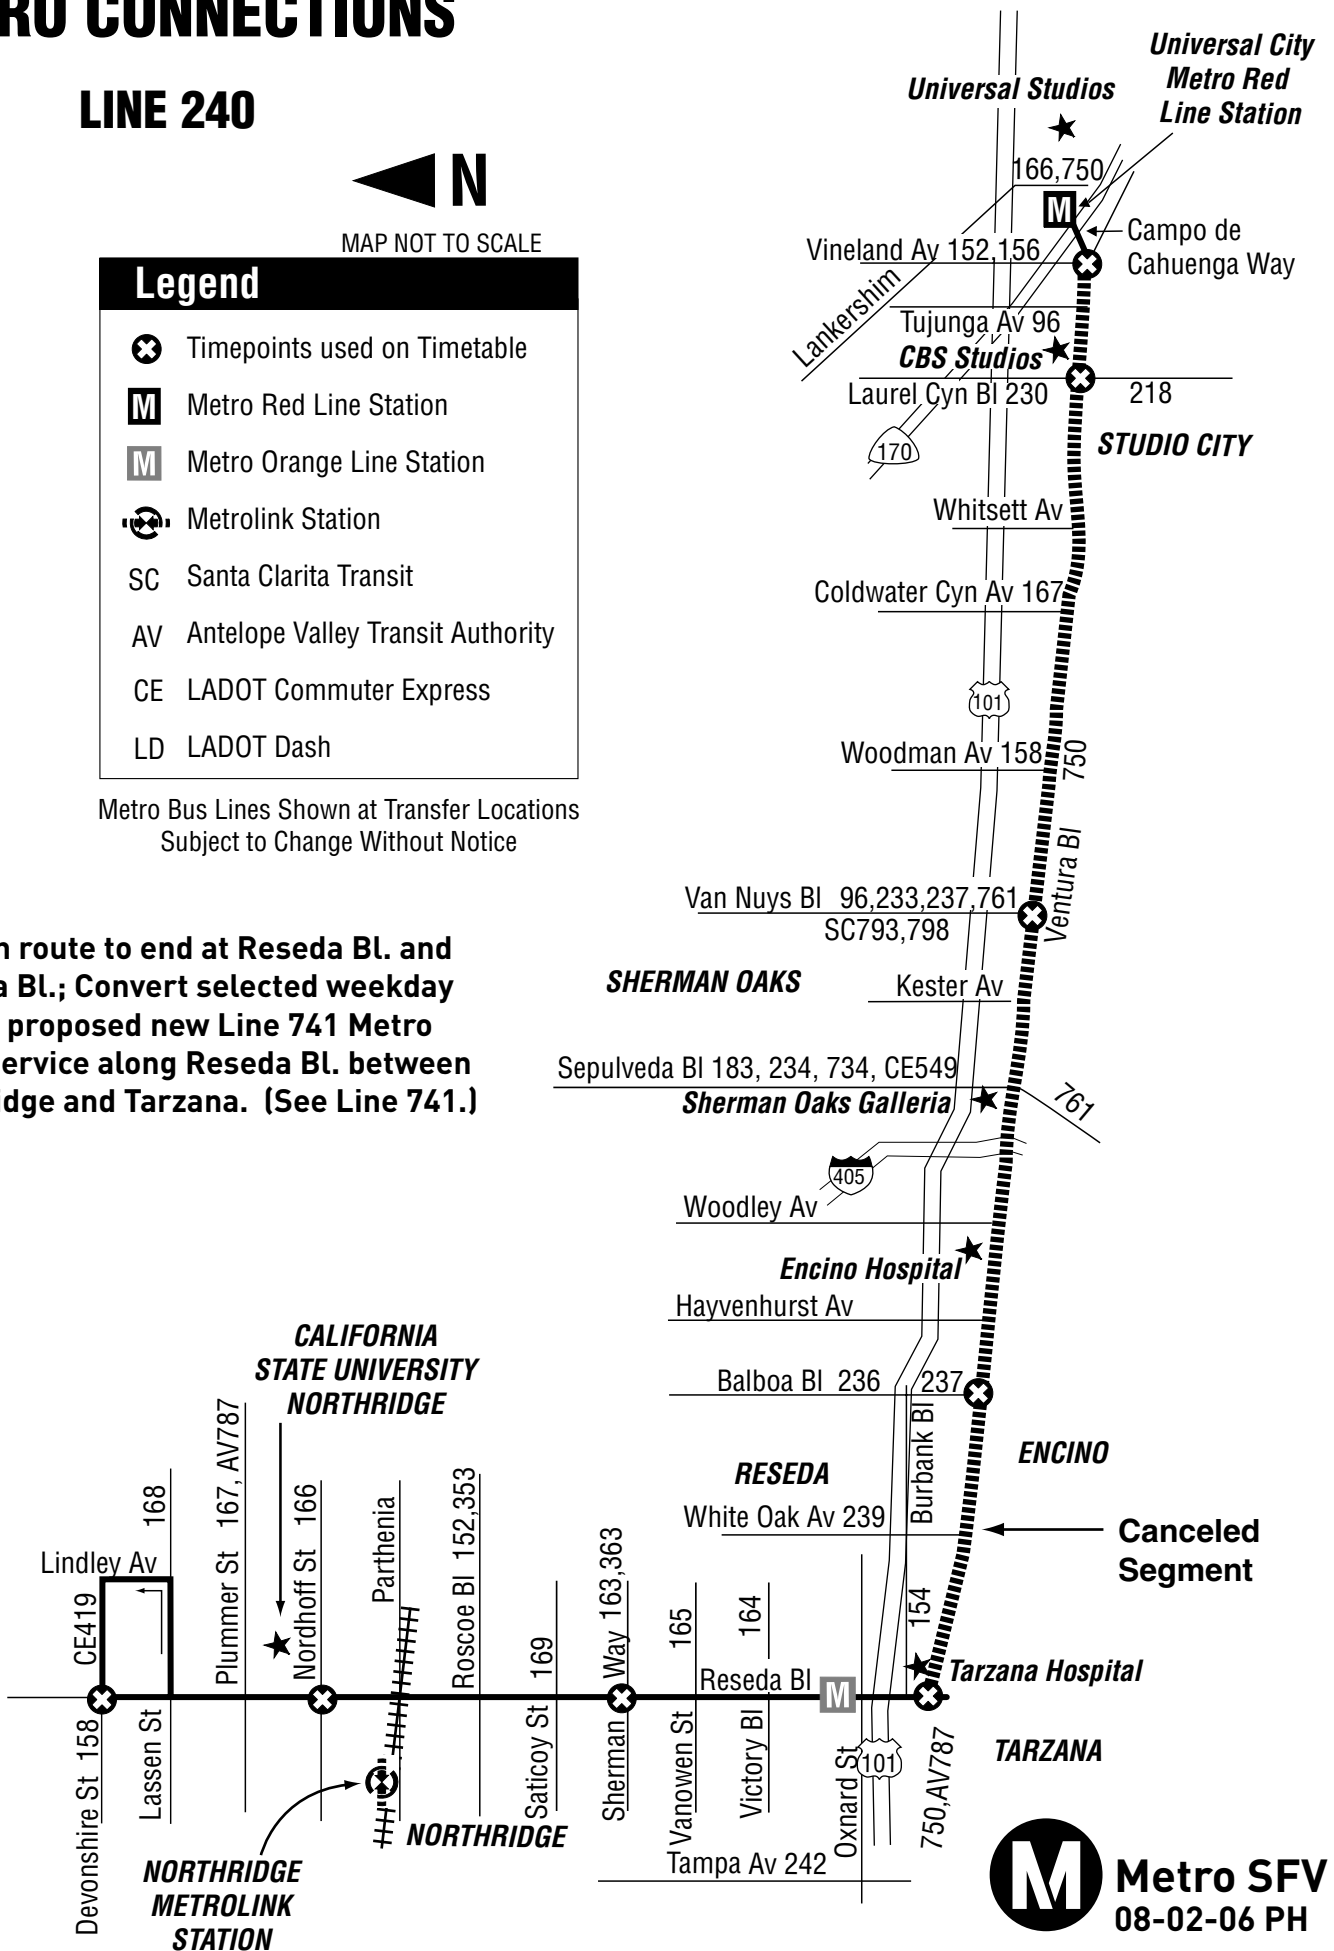 CONNECTIONS
LINE 240
N
MAP NOT TO SCALE
Legend
Timepoints used on Timetable
M Metro Red Line Station
M Metro Orange Line Station
Metrolink Station
SC Santa Clarita Transit
AV Antelope Valley Transit Authority
CE LADOT Commuter Express
LD LADOT Dash
Metro Bus Lines Shown at Transfer Locations
Subject to Change Without Notice
route to end at Reseda Bl. and
Bl.; Convert selected weekday
proposed new Line 741 Metro
service along Reseda Bl. between
and Tarzana. (See Line 741.)
Universal Studios
Universal City
Metro Red
Line Station
166,750
M
Campo de
Cahuenga Way
Vineland Av 152,156
Lankershim
Tujunga Av 96
CBS Studios
Laurel Cyn Bl 230
218
170
STUDIO CITY
Whitsett Av
Coldwater Cyn Av 167
101
Woodman Av 158
750
Ventura Bl
Van Nuys Bl 96,233,237,761
SC793,798
SHERMAN OAKS
Kester Av
Sepulveda Bl 183, 234, 734, CE549
Sherman Oaks Galleria
761
405
Woodley Av
Encino Hospital
Hayvenhurst Av
Balboa Bl 236
237
Burbank Bl
ENCINO
RESEDA
White Oak Av 239
Canceled
Segment
154
Tarzana Hospital
TARZANA
750,AV787
101
Oxnard St
M
Reseda Bl
CALIFORNIA
STATE UNIVERSITY
NORTHRIDGE
Lindley Av
CE419
168
Plummer St 167, AV787
Nordhoff St 166
Parthenia
Roscoe Bl 152,353
Saticoy St 169
Sherman Way 163,363
Vanowen St 165
Victory Bl 164
Devonshire St 158
Lassen St
NORTHRIDGE
Tampa Av 242
NORTHRIDGE
METROLINK
STATION
M
Metro SFV
08-02-06 PH